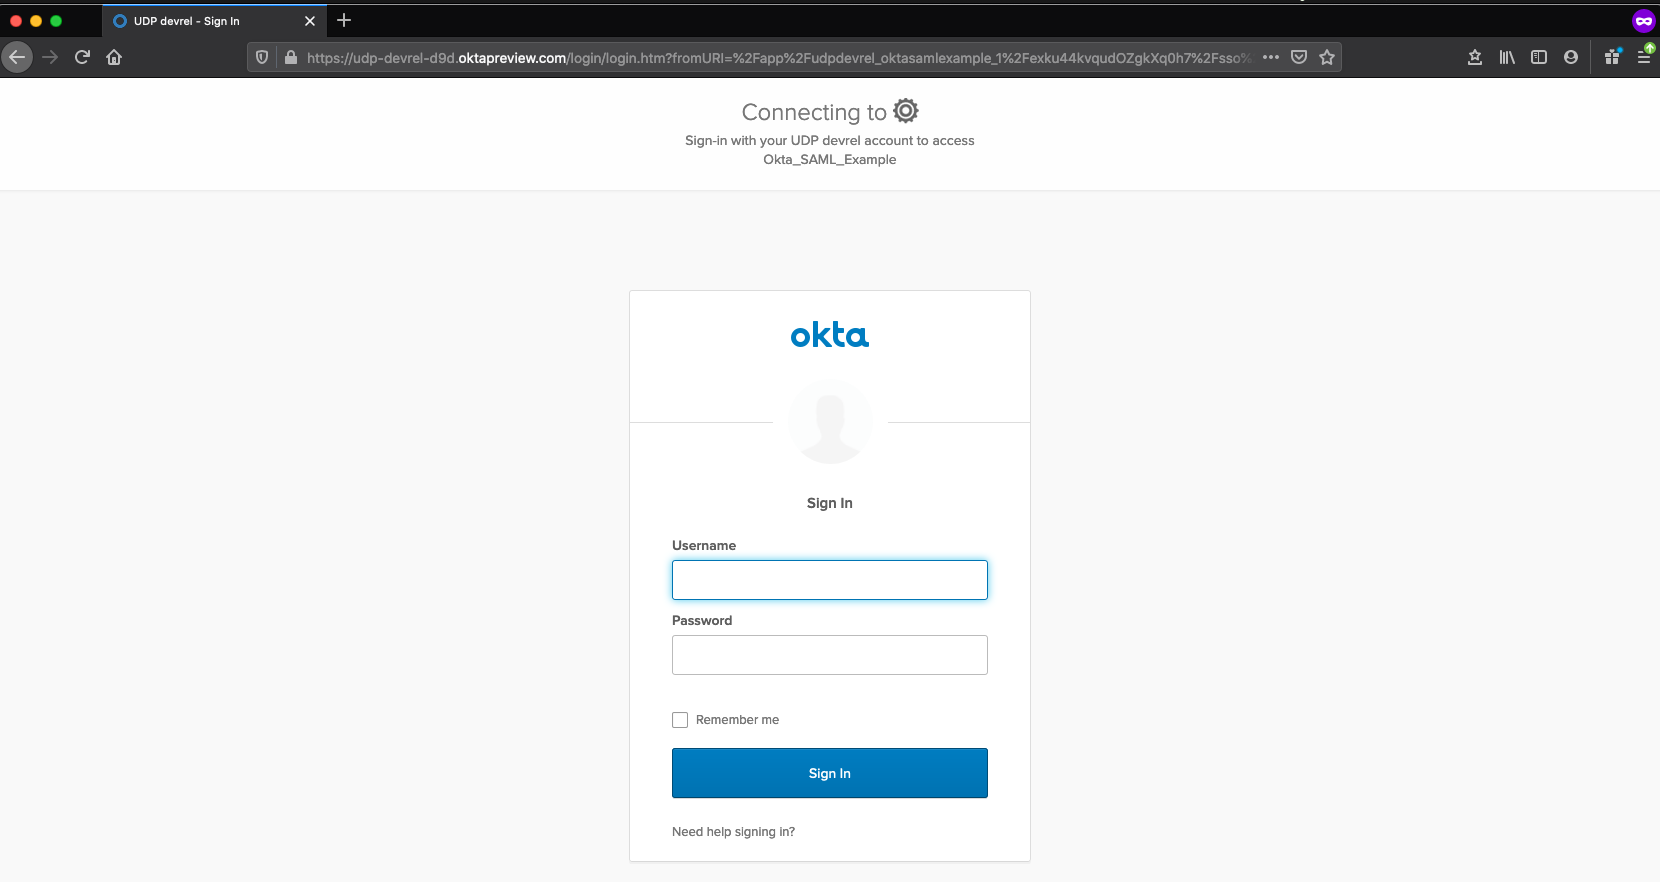 UDP devrel - Sign In
https://udp-devrel-d9d.oktapreview.com/login/login.htm?fromURI=%2Fapp%2Fudpdevrel_oktasamlexample_1%2Fexku44kvqudOZgkXq0h7%2Fsso%
Connecting to
Sign-in with your UDP devrel account to access
Okta_SAML_Example
okta
Sign In
Username
Password
Remember me
Sign In
Need help signing in?